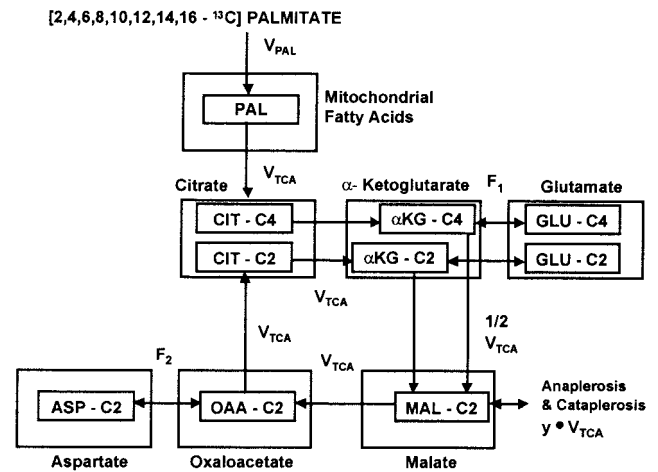 [2,4,6,8,10,12,14,16 - ¹³C] PALMITATE
V_PAL
PAL
Mitochondrial
Fatty Acids
V_TCA
Citrate
α- Ketoglutarate
F₁
Glutamate
CIT - C4
αKG - C4
GLU - C4
CIT - C2
αKG - C2
GLU - C2
V_TCA
V_TCA
1/2
V_TCA
F₂
V_TCA
ASP - C2
OAA - C2
MAL - C2
Anaplerosis
& Cataplerosis
y • V_TCA
Aspartate
Oxaloacetate
Malate